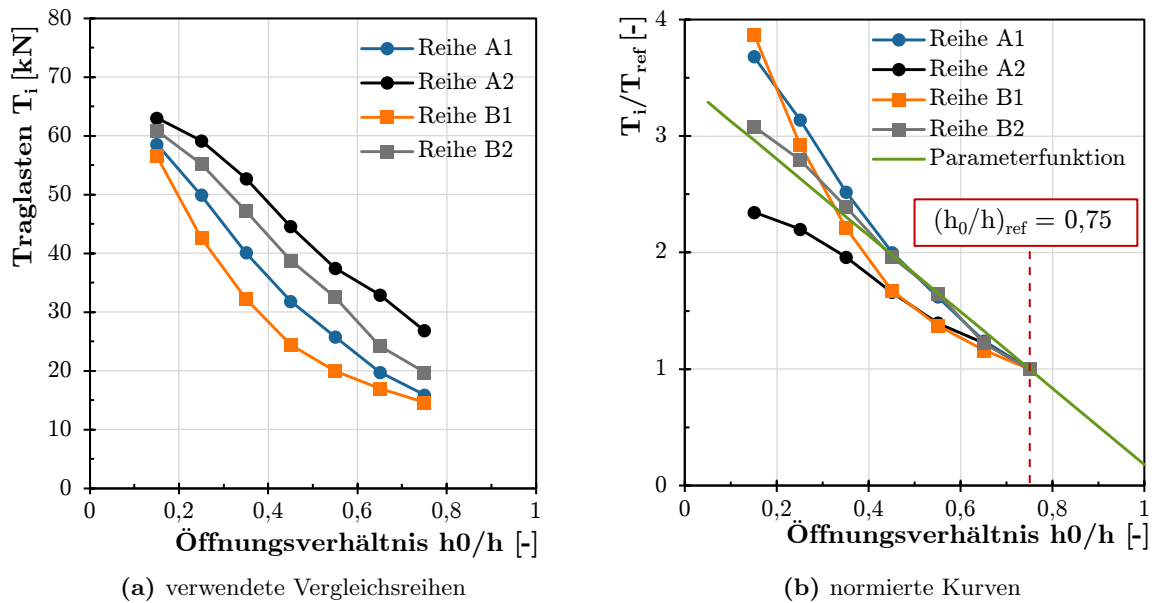 Traglasten T_i [kN]
80
70
60
50
40
30
20
10
0
0 0,2 0,4 0,6 0,8 1
Öffnungsverhältnis h0/h [-]
Reihe A1
Reihe A2
Reihe B1
Reihe B2
(a) verwendete Vergleichsreihen
T_i/T_ref [-]
4
3
2
1
0
0 0,2 0,4 0,6 0,8 1
Öffnungsverhältnis h0/h [-]
Reihe A1
Reihe A2
Reihe B1
Reihe B2
Parameterfunktion
(h_0/h)_ref = 0,75
(b) normierte Kurven